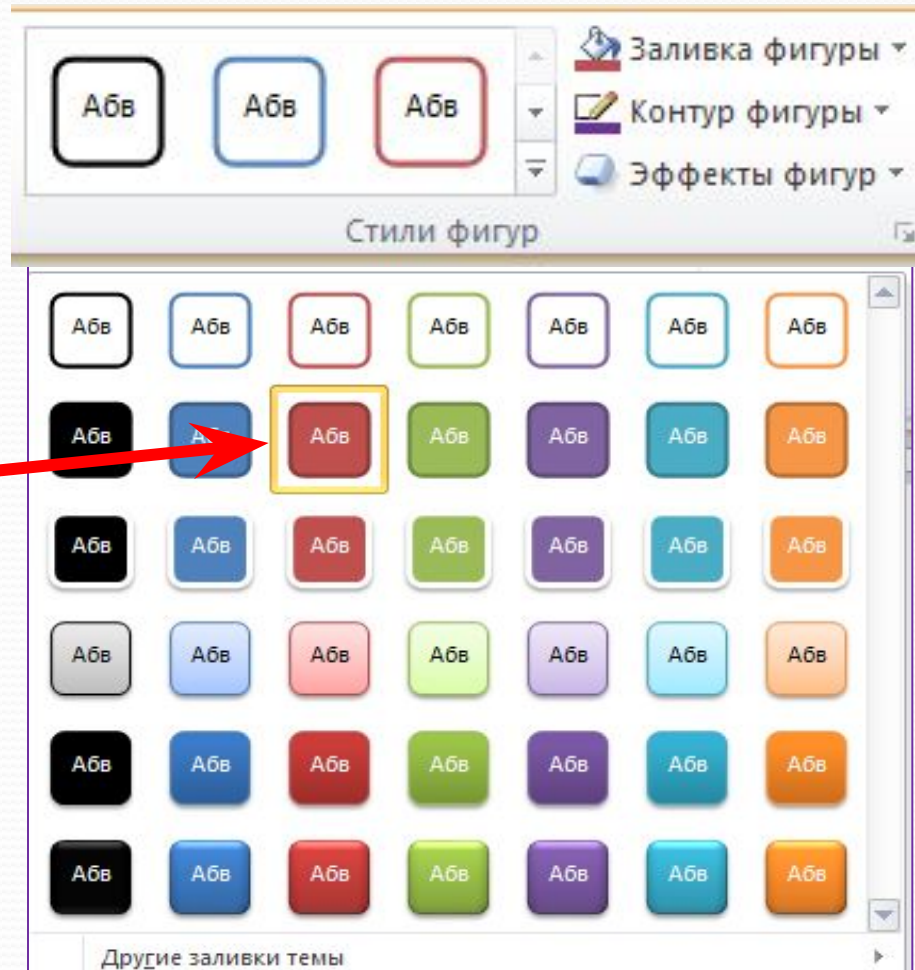 Заливка фигуры
Абв Абв Абв
Контур фигуры
Эффекты фигур
Стили фигур
Абв Абв Абв Абв Абв Абв Абв
Абв Абв Абв Абв Абв Абв
Абв Абв Абв Абв Абв Абв Абв
Абв Абв Абв Абв Абв Абв Абв
Абв Абв Абв Абв Абв Абв Абв
Абв Абв Абв Абв Абв Абв Абв
Другие заливки темы